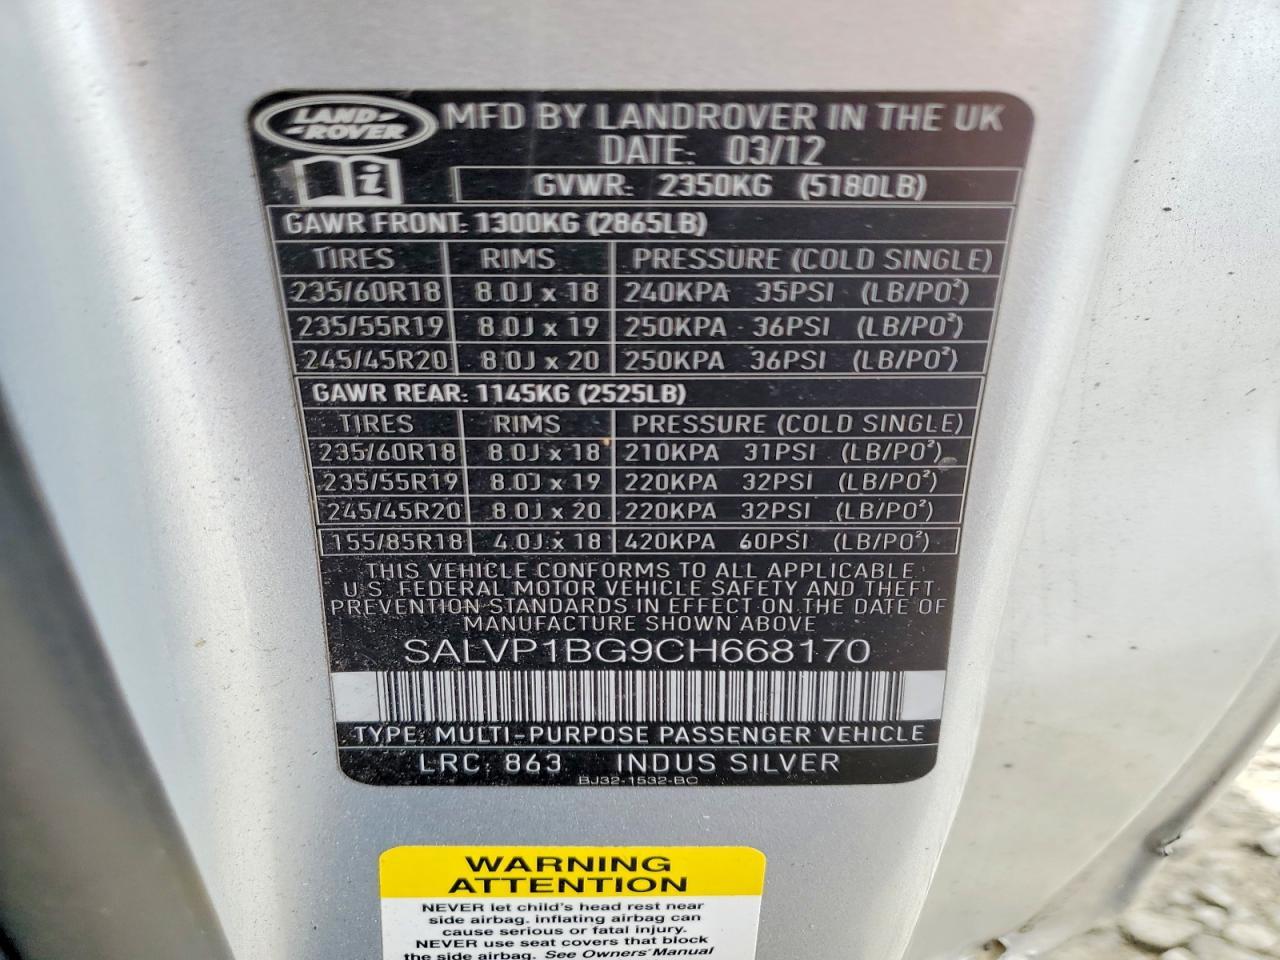 LAND-
-ROVER
MFD BY LANDROVER IN THE UK
DATE: 03/12
i
GVWR: 2350KG (5180LB)
GAWR FRONT: 1300KG (2865LB)
TIRES RIMS PRESSURE (COLD SINGLE)
235/60R18 8.0J x 18 240KPA 35PSI (LB/PO²)
235/55R19 8.0J x 19 250KPA 36PSI (LB/PO²)
245/45R20 8.0J x 20 250KPA 36PSI (LB/PO²)
GAWR REAR: 1145KG (2525LB)
TIRES RIMS PRESSURE (COLD SINGLE)
235/60R18 8.0J x 18 210KPA 31PSI (LB/PO²)
235/55R19 8.0J x 19 220KPA 32PSI (LB/PO²)
245/45R20 8.0J x 20 220KPA 32PSI (LB/PO²)
155/85R18 4.0J x 18 420KPA 60PSI (LB/PO²)
THIS VEHICLE CONFORMS TO ALL APPLICABLE
U.S. FEDERAL MOTOR VEHICLE SAFETY AND THEFT
PREVENTION STANDARDS IN EFFECT ON THE DATE OF
MANUFACTURE SHOWN ABOVE
SALVP1BG9CH668170
TYPE: MULTI-PURPOSE PASSENGER VEHICLE
LRC: 863 INDUS SILVER
BJ32-1532-BC
WARNING
ATTENTION
NEVER let child's head rest near
side airbag. inflating airbag can
cause serious or fatal injury.
NEVER use seat covers that block
the side airbag. See Owners' Manual